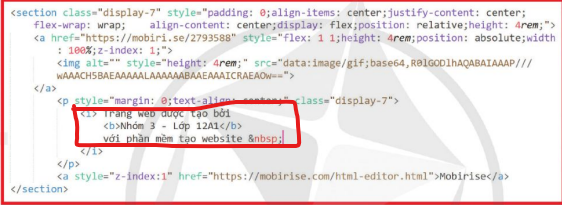 <section class="display-7" style="padding: 0;align-items: center;justify-content: center;
flex-wrap: wrap;    align-content: center;display: flex;position: relative;height: 4rem;">
<a href="https://mobiri.se/2793588" style="flex: 1 1;height: 4rem;position: absolute;width
: 100%;z-index: 1;">
<img alt="" style="height: 4rem;" src="data:image/gif;base64,R0lGODlhAQABAIAAAP///
wAAACH5BAEAAAAALAAAAAABAAEAAAICRAEAOw==">
</a>
<p style="margin: 0;text-align: center;" class="display-7">
<i> Trang web được tạo bởi
<b>Nhóm 3 - Lớp 12A1</b>
với phần mềm tạo website &nbsp;
</i>
</p>
<a style="z-index:1" href="https://mobirise.com/html-editor.html">Mobirise</a>
</section>